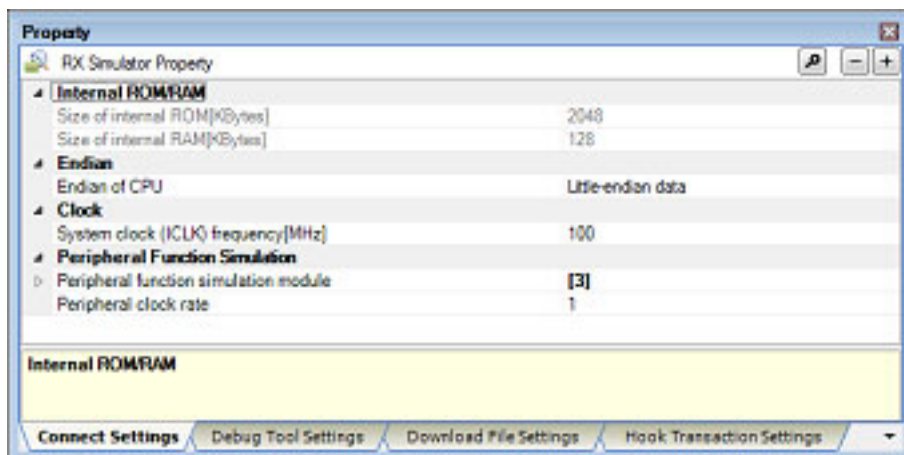 Property
RX Simulator Property
Internal ROM/RAM
Size of internal ROM[KBytes] 2048
Size of internal RAM[KBytes] 128
Endian
Endian of CPU Little-endian data
Clock
System clock (ICLK) frequency[MHz] 100
Peripheral Function Simulation
Peripheral function simulation module [3]
Peripheral clock rate 1
Internal ROM/RAM
Connect Settings Debug Tool Settings Download File Settings Hook Transaction Settings